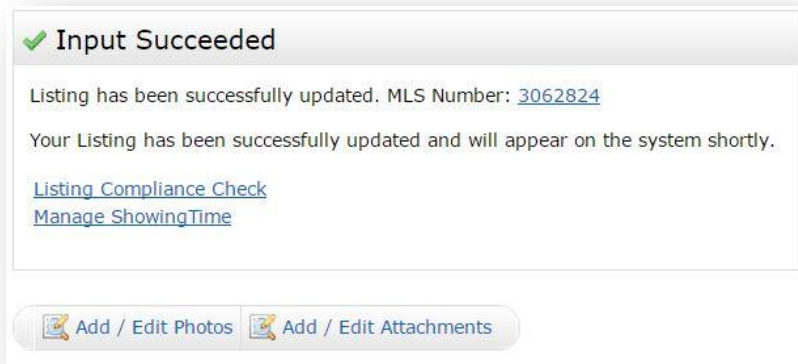 Input Succeeded
Listing has been successfully updated. MLS Number: 3062824
Your Listing has been successfully updated and will appear on the system shortly.
Listing Compliance Check
Manage ShowingTime
Add / Edit Photos Add / Edit Attachments